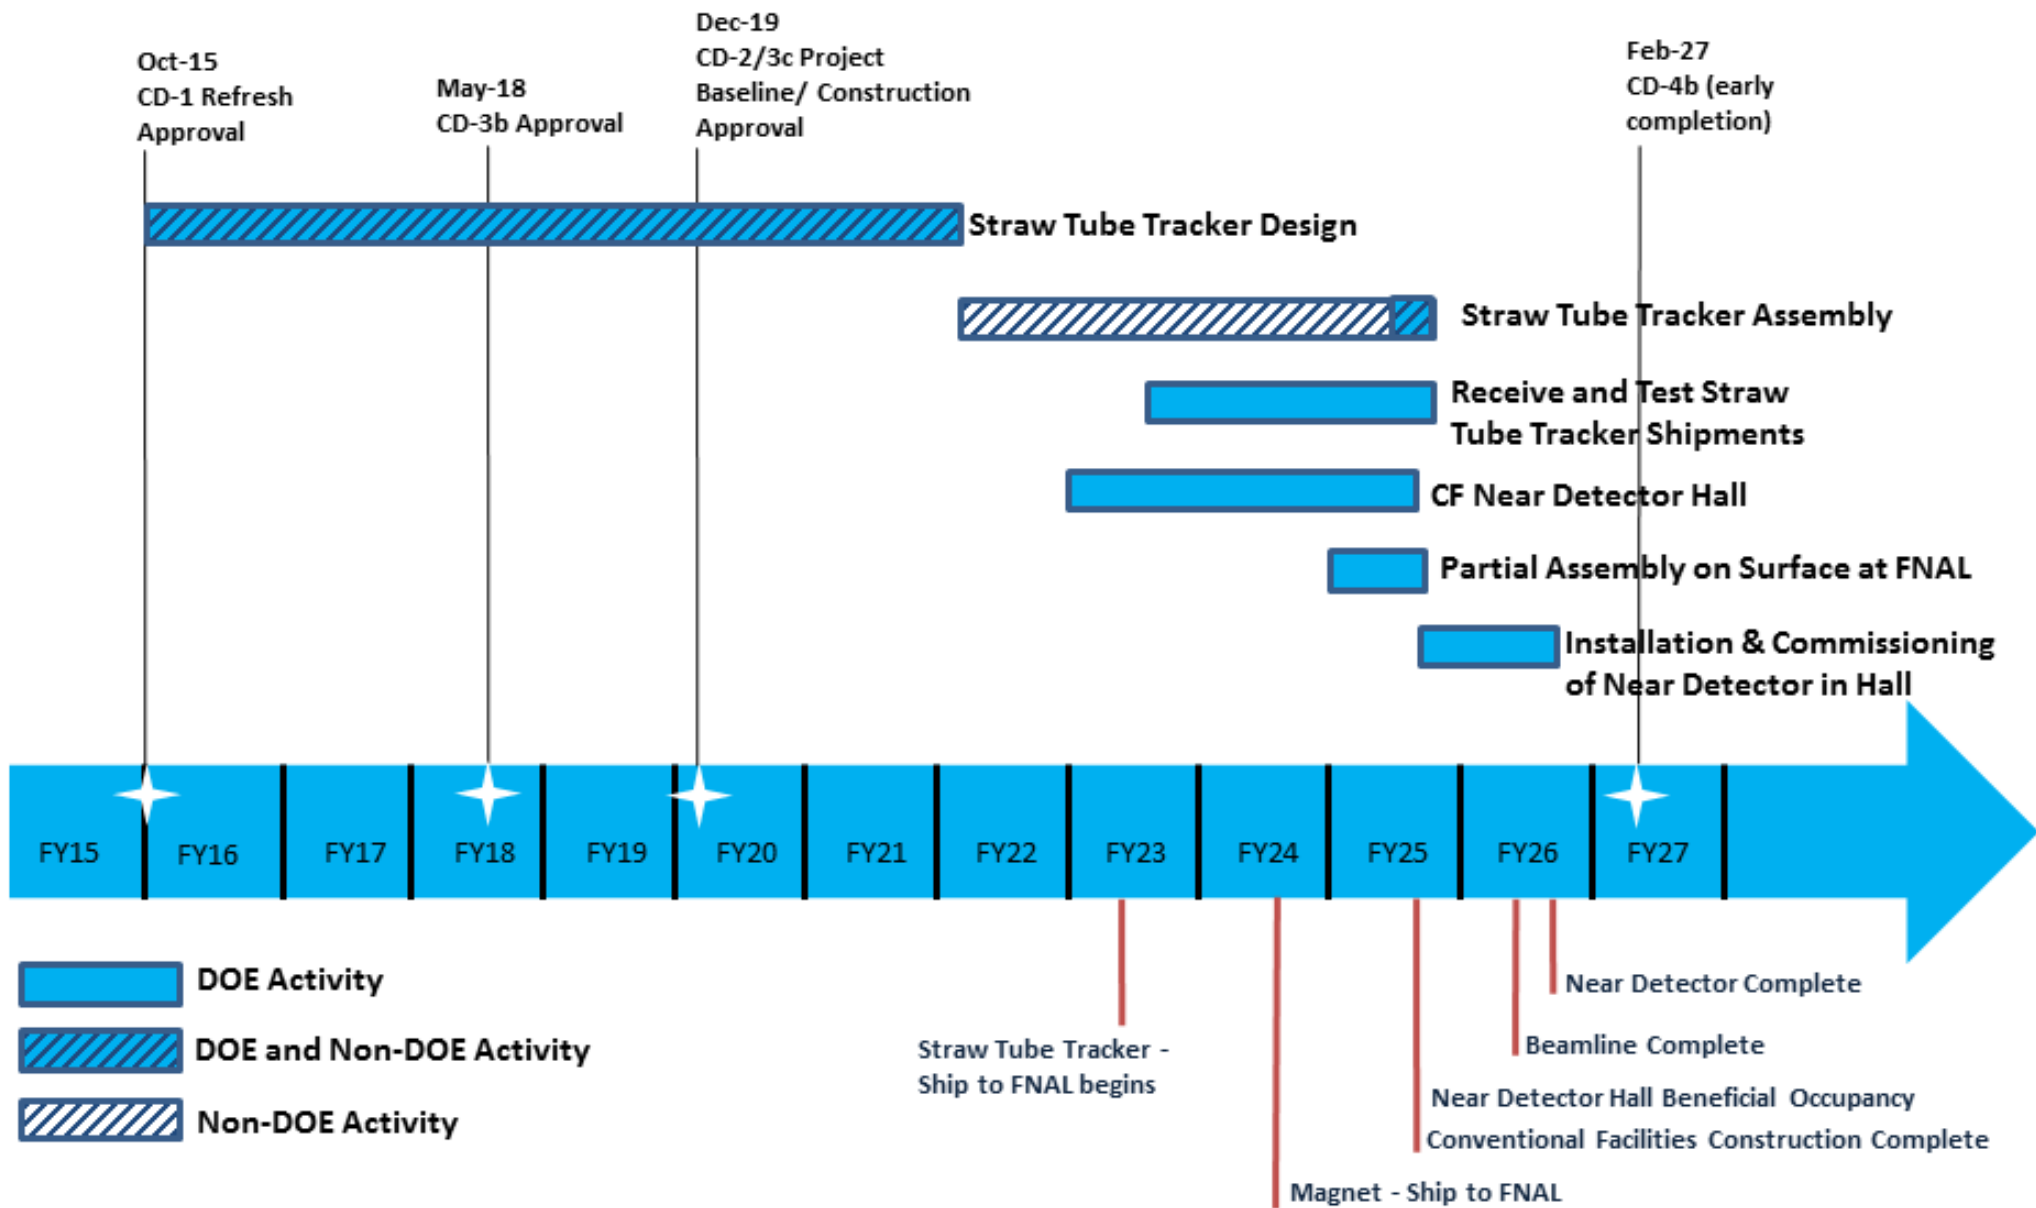 Oct-15
CD-1 Refresh
Approval
May-18
CD-3b Approval
Dec-19
CD-2/3c Project
Baseline/ Construction
Approval
Feb-27
CD-4b (early
completion)
Straw Tube Tracker Design
Straw Tube Tracker Assembly
Receive and Test Straw
Tube Tracker Shipments
CF Near Detector Hall
Partial Assembly on Surface at FNAL
Installation & Commissioning
of Near Detector in Hall
FY15 FY16 FY17 FY18 FY19 FY20 FY21 FY22 FY23 FY24 FY25 FY26 FY27
DOE Activity
DOE and Non-DOE Activity
Non-DOE Activity
Straw Tube Tracker -
Ship to FNAL begins
Near Detector Complete
Beamline Complete
Near Detector Hall Beneficial Occupancy
Conventional Facilities Construction Complete
Magnet - Ship to FNAL